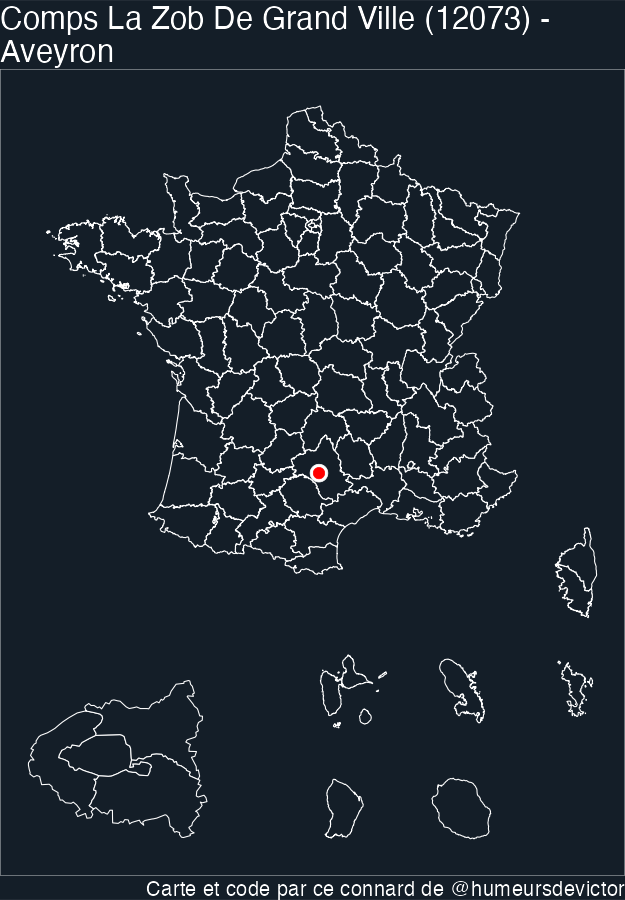 Comps La Zob De Grand Ville (12073) -
Aveyron
Carte et code par ce connard de @humeursdevictor